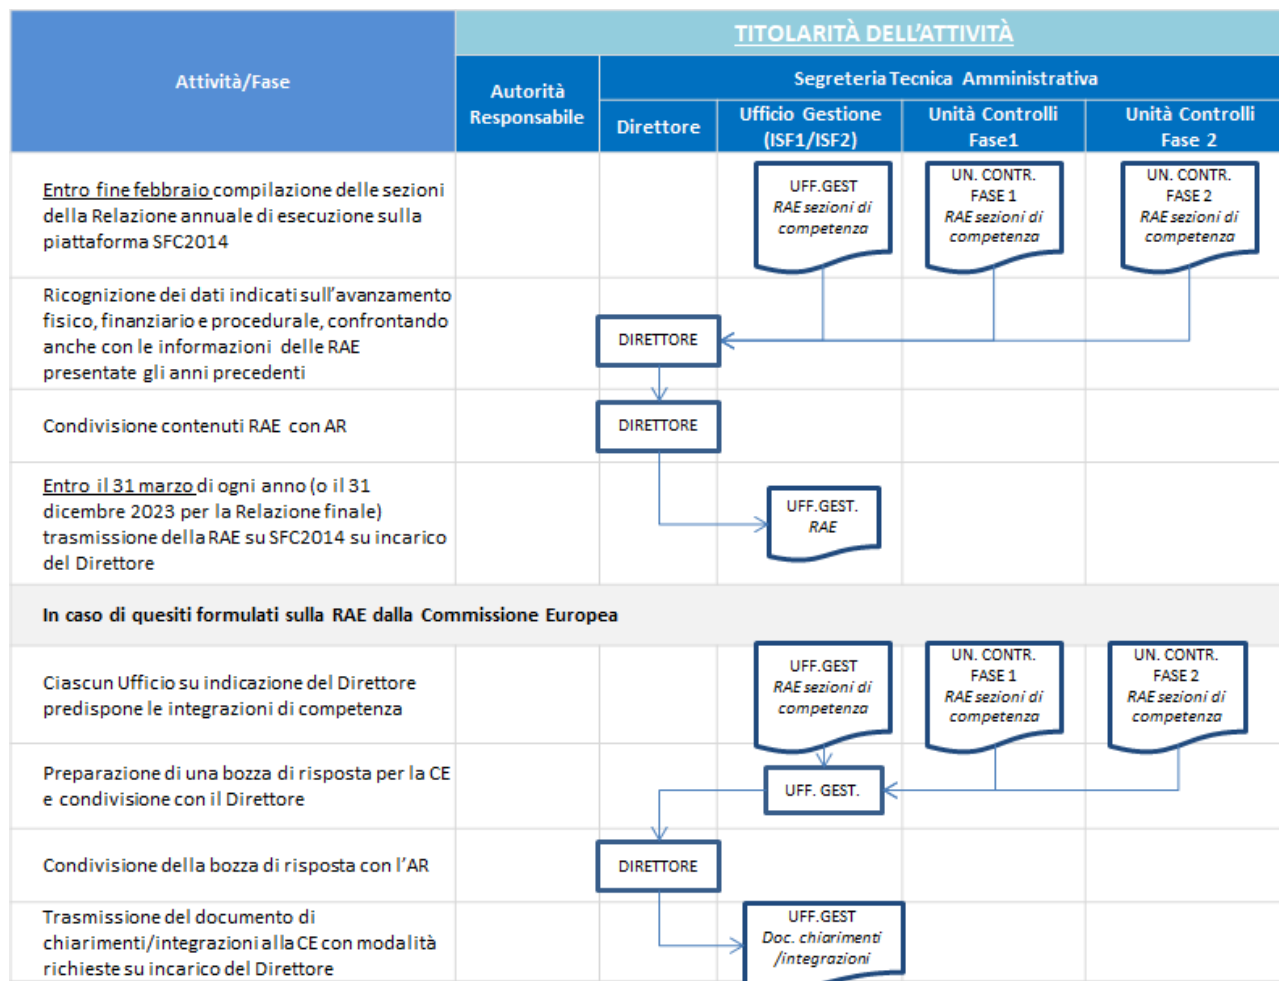 TITOLARITÀ DELL'ATTIVITÀ
Attività/Fase
Autorità
Responsabile
Segreteria Tecnica Amministrativa
Direttore
Ufficio Gestione
(ISF1/ISF2)
Unità Controlli
Fase1
Unità Controlli
Fase 2
Entro fine febbraio compilazione delle sezioni
della Relazione annuale di esecuzione sulla
piattaforma SFC2014
UFF.GEST
RAE sezioni di
competenza
UN. CONTR.
FASE 1
RAE sezioni di
competenza
UN. CONTR.
FASE 2
RAE sezioni di
competenza
Ricognizione dei dati indicati sull'avanzamento
fisico, finanziario e procedurale, confrontando
anche con le informazioni delle RAE
presentate gli anni precedenti
DIRETTORE
Condivisione contenuti RAE con AR
DIRETTORE
Entro il 31 marzo di ogni anno (o il 31
dicembre 2023 per la Relazione finale)
trasmissione della RAE su SFC2014 su incarico
del Direttore
UFF.GEST.
RAE
In caso di quesiti formulati sulla RAE dalla Commissione Europea
Ciascun Ufficio su indicazione del Direttore
predispone le integrazioni di competenza
UFF.GEST
RAE sezioni di
competenza
UN. CONTR.
FASE 1
RAE sezioni di
competenza
UN. CONTR.
FASE 2
RAE sezioni di
competenza
Preparazione di una bozza di risposta per la CE
e condivisione con il Direttore
UFF. GEST.
Condivisione della bozza di risposta con l'AR
DIRETTORE
Trasmissione del documento di
chiarimenti/integrazioni alla CE con modalità
richieste su incarico del Direttore
UFF.GEST
Doc. chiarimenti
/integrazioni